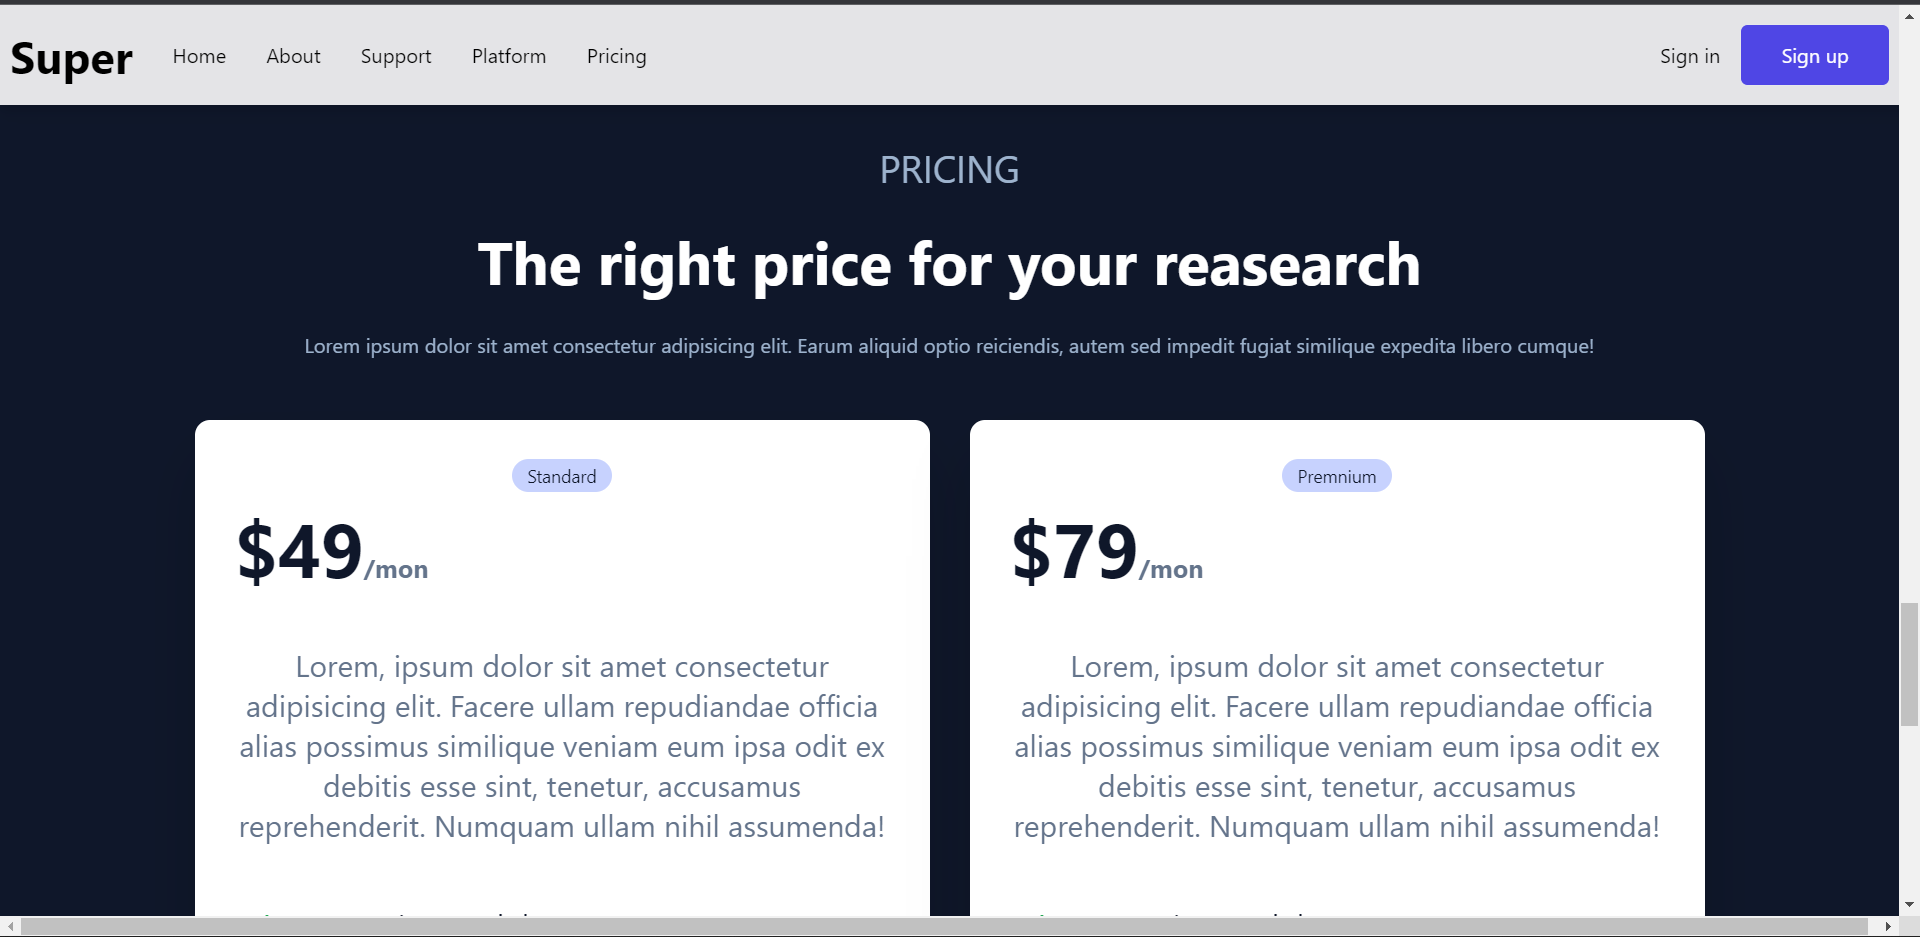 Super Home About Support Platform Pricing Sign in Sign up
PRICING
The right price for your reasearch
Lorem ipsum dolor sit amet consectetur adipisicing elit. Earum aliquid optio reiciendis, autem sed impedit fugiat similique expedita libero cumque!
Standard
$49/mon
Lorem, ipsum dolor sit amet consectetur
adipisicing elit. Facere ullam repudiandae officia
alias possimus similique veniam eum ipsa odit ex
debitis esse sint, tenetur, accusamus
reprehenderit. Numquam ullam nihil assumenda!
Premnium
$79/mon
Lorem, ipsum dolor sit amet consectetur
adipisicing elit. Facere ullam repudiandae officia
alias possimus similique veniam eum ipsa odit ex
debitis esse sint, tenetur, accusamus
reprehenderit. Numquam ullam nihil assumenda!